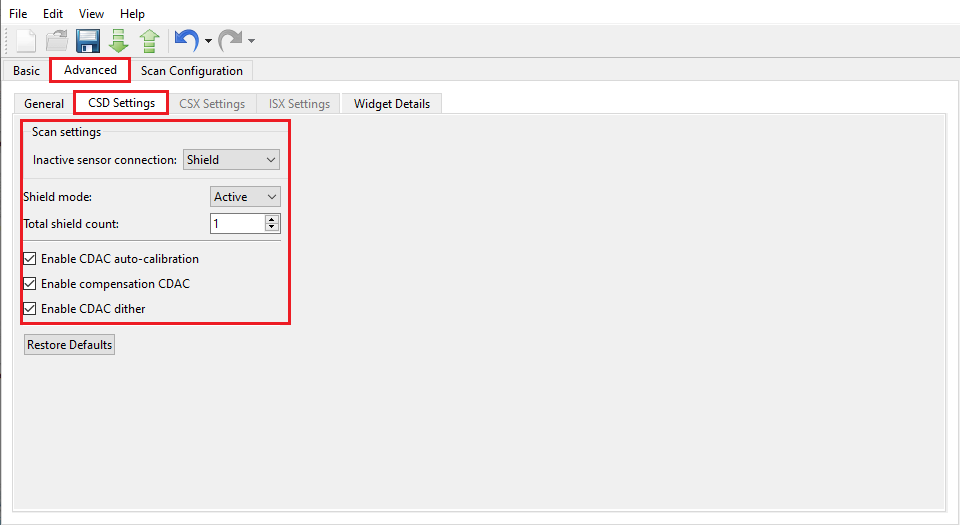 File Edit View Help
Basic Advanced Scan Configuration
General CSD Settings CSX Settings ISX Settings Widget Details
Scan settings
Inactive sensor connection: Shield
Shield mode: Active
Total shield count: 1
Enable CDAC auto-calibration
Enable compensation CDAC
Enable CDAC dither
Restore Defaults